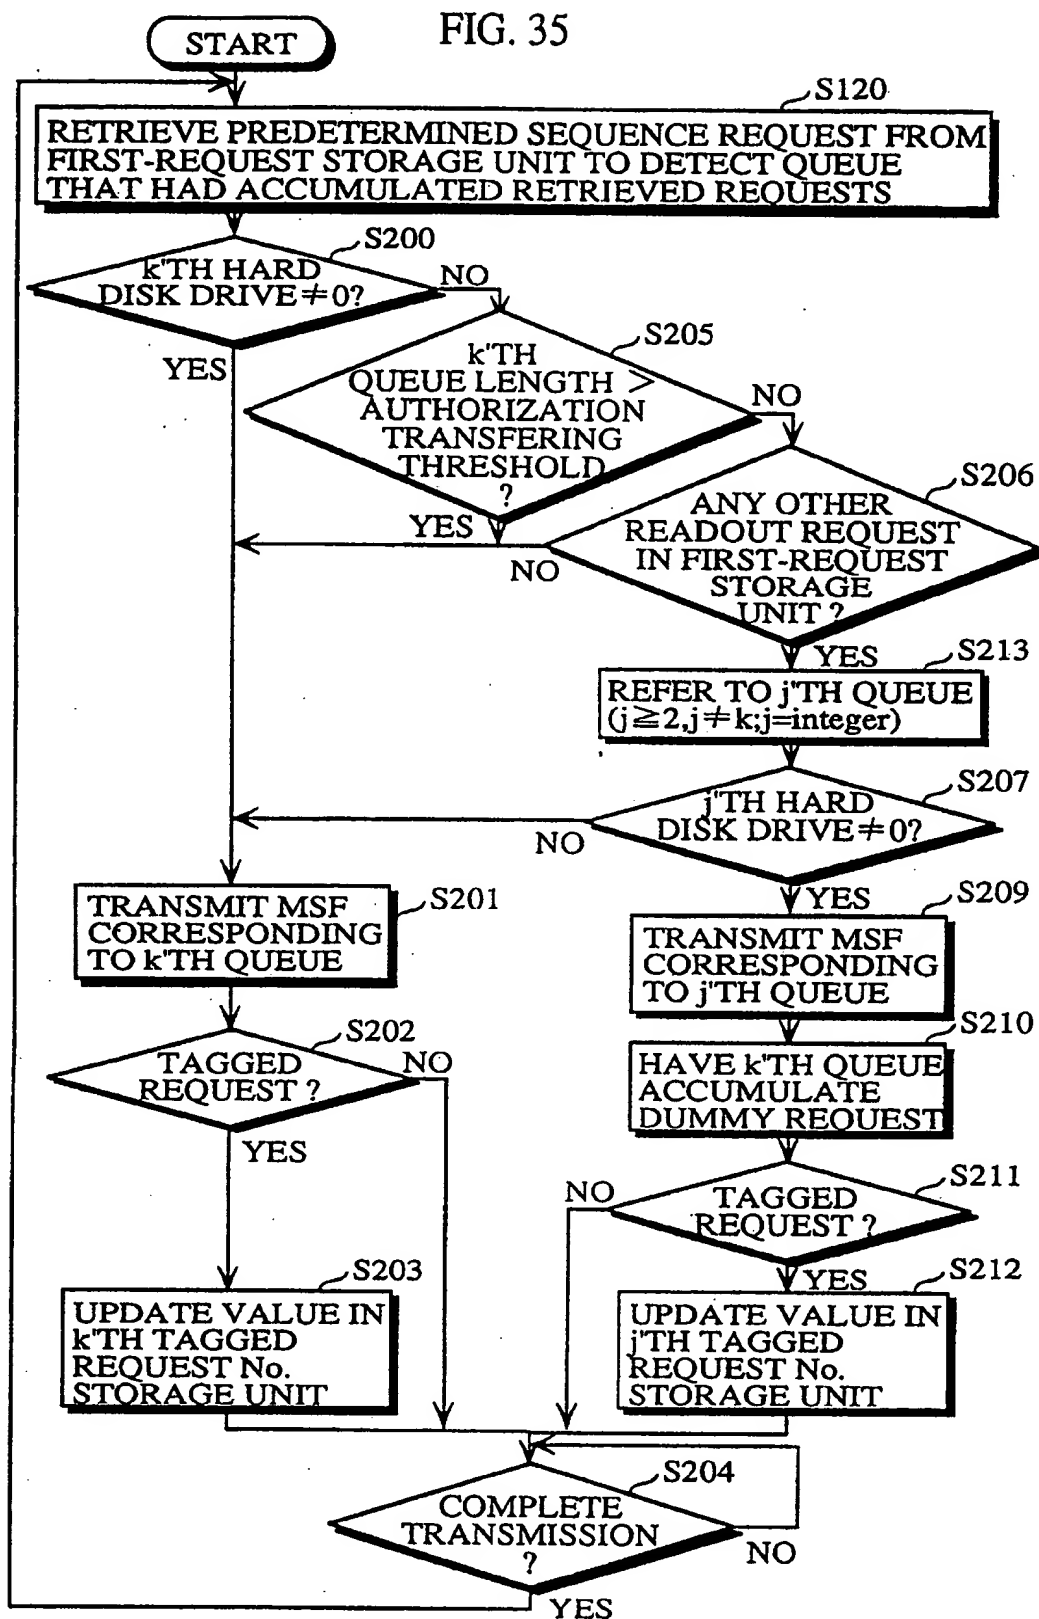 FIG. 35
START
S120
RETRIEVE PREDETERMINED SEQUENCE REQUEST FROM
FIRST-REQUEST STORAGE UNIT TO DETECT QUEUE
THAT HAD ACCUMULATED RETRIEVED REQUESTS
S200
k'TH HARD
DISK DRIVE≠0?
NO
YES
S205
k'TH
QUEUE LENGTH >
AUTHORIZATION
TRANSFERING
THRESHOLD
?
NO
YES
S206
ANY OTHER
READOUT REQUEST
IN FIRST-REQUEST
STORAGE
UNIT ?
NO
YES
S213
REFER TO j'TH QUEUE
(j≧2,j≠k;j=integer)
S207
j'TH HARD
DISK DRIVE≠0?
NO
YES
S201
TRANSMIT MSF
CORRESPONDING
TO k'TH QUEUE
S209
TRANSMIT MSF
CORRESPONDING
TO j'TH QUEUE
S202
TAGGED
REQUEST ?
NO
YES
S210
HAVE k'TH QUEUE
ACCUMULATE
DUMMY REQUEST
S211
TAGGED
REQUEST ?
NO
YES
S203
UPDATE VALUE IN
k'TH TAGGED
REQUEST No.
STORAGE UNIT
S212
UPDATE VALUE IN
j'TH TAGGED
REQUEST No.
STORAGE UNIT
S204
COMPLETE
TRANSMISSION
?
NO
YES